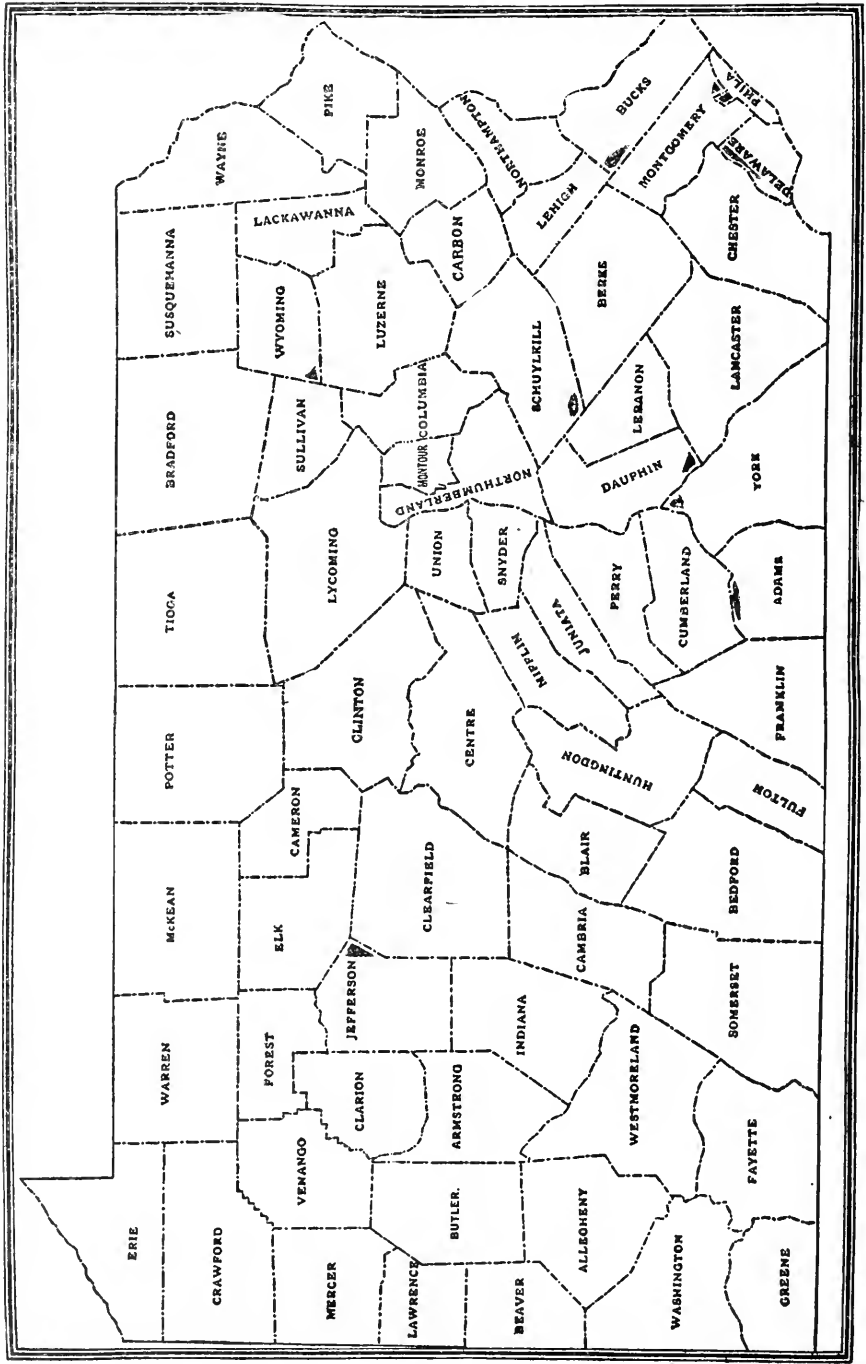 ERIE
CRAWFORD
WARREN
McKEAN
POTTER
TIOGA
BRADFORD
SUSQUEMANNA
WAYNE
PIKE
MERCER
VENANGO
FOREST
ELK
CAMERON
CLINTON
LYCOMING
SULLIVAN
WYOMING
LACKAWANNA
MONROE
LAWRENCE
BUTLER.
CLARION
JEFFERSON
CLEARFIELD
CENTRE
UNION
MONTOUR
COLUMBIA
LUZERNE
CARBON
NORTHAMPTON
BEAVER
ALLEGHENY
ARMSTRONG
INDIANA
CAMBRIA
BLAIR
HUNTINGDON
NIPPLIN
JUNIATA
SNYDER
NORTHUMBERLAND
SCHUYLKILL
LEHIGH
BUCKS
WASHINGTON
WESTMORELAND
PERRY
DAUPHIN
LEBANON
BERKE
MONTGOMERY
PHILA
GREENE
FAYETTE
SOMERSET
BEDFORD
FULTON
FRANKLIN
CUMBERLAND
ADAMS
YORK
LANCASTER
CHESTER
DELAWARE